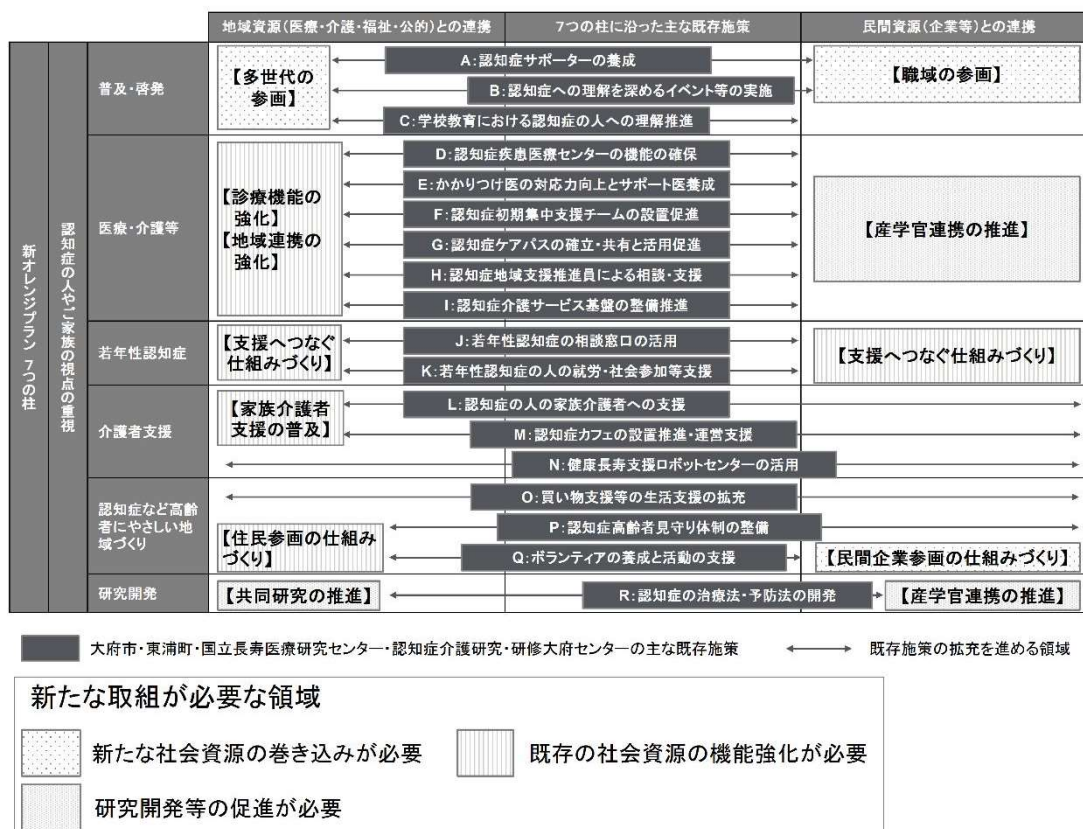 地域資源(医療・介護・福祉・公的)との連携
7つの柱に沿った主な既存施策
民間資源(企業等)との連携
新オレンジプラン 7つの柱
認知症の人やご家族の視点の重視
普及・啓発
【多世代の
参画】
A:認知症サポーターの養成
B:認知症への理解を深めるイベント等の実施
C:学校教育における認知症の人への理解推進
【職域の参画】
医療・介護等
【診療機能の
強化】
【地域連携の
強化】
D:認知症疾患医療センターの機能の確保
E:かかりつけ医の対応力向上とサポート医養成
F:認知症初期集中支援チームの設置促進
G:認知症ケアパスの確立・共有と活用促進
H:認知症地域支援推進員による相談・支援
I:認知症介護サービス基盤の整備推進
【産学官連携の推進】
若年性認知症
【支援へつなぐ
仕組みづくり】
J:若年性認知症の相談窓口の活用
K:若年性認知症の人の就労・社会参加等支援
【支援へつなぐ仕組みづくり】
介護者支援
【家族介護者
支援の普及】
L:認知症の人の家族介護者への支援
M:認知症カフェの設置推進・運営支援
N:健康長寿支援ロボットセンターの活用
認知症など高齢
者にやさしい地
域づくり
O:買い物支援等の生活支援の拡充
【住民参画の仕組み
づくり】
P:認知症高齢者見守り体制の整備
Q:ボランティアの養成と活動の支援
【民間企業参画の仕組みづくり】
研究開発
【共同研究の推進】
R:認知症の治療法・予防法の開発
【産学官連携の推進】
大府市・東浦町・国立長寿医療研究センター・認知症介護研究・研修大府センターの主な既存施策
既存施策の拡充を進める領域
新たな取組が必要な領域
新たな社会資源の巻き込みが必要
既存の社会資源の機能強化が必要
研究開発等の促進が必要